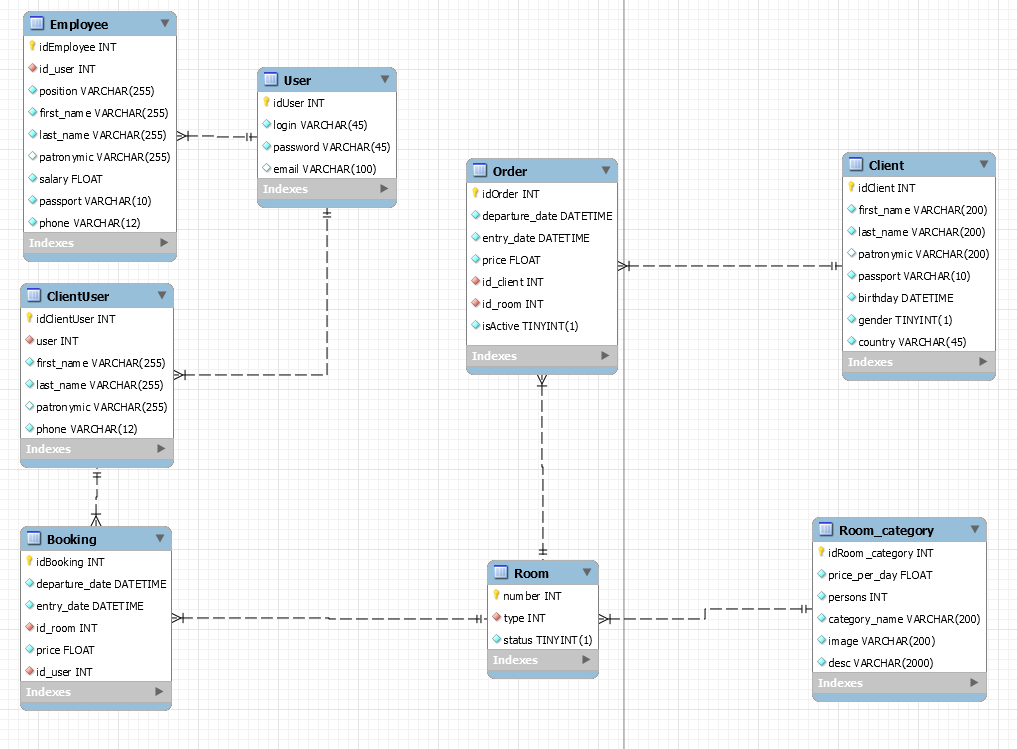 Employee
idEmployee INT
id_user INT
position VARCHAR(255)
first_name VARCHAR(255)
last_name VARCHAR(255)
patronymic VARCHAR(255)
salary FLOAT
passport VARCHAR(10)
phone VARCHAR(12)
Indexes
User
idUser INT
login VARCHAR(45)
password VARCHAR(45)
email VARCHAR(100)
Indexes
Order
idOrder INT
departure_date DATETIME
entry_date DATETIME
price FLOAT
id_client INT
id_room INT
isActive TINYINT(1)
Indexes
Client
idClient INT
first_name VARCHAR(200)
last_name VARCHAR(200)
patronymic VARCHAR(200)
passport VARCHAR(10)
birthday DATETIME
gender TINYINT(1)
country VARCHAR(45)
Indexes
ClientUser
idClientUser INT
user INT
first_name VARCHAR(255)
last_name VARCHAR(255)
patronymic VARCHAR(255)
phone VARCHAR(12)
Indexes
Booking
idBooking INT
departure_date DATETIME
entry_date DATETIME
id_room INT
price FLOAT
id_user INT
Indexes
Room
number INT
type INT
status TINYINT(1)
Indexes
Room_category
idRoom_category INT
price_per_day FLOAT
persons INT
category_name VARCHAR(200)
image VARCHAR(200)
desc VARCHAR(2000)
Indexes